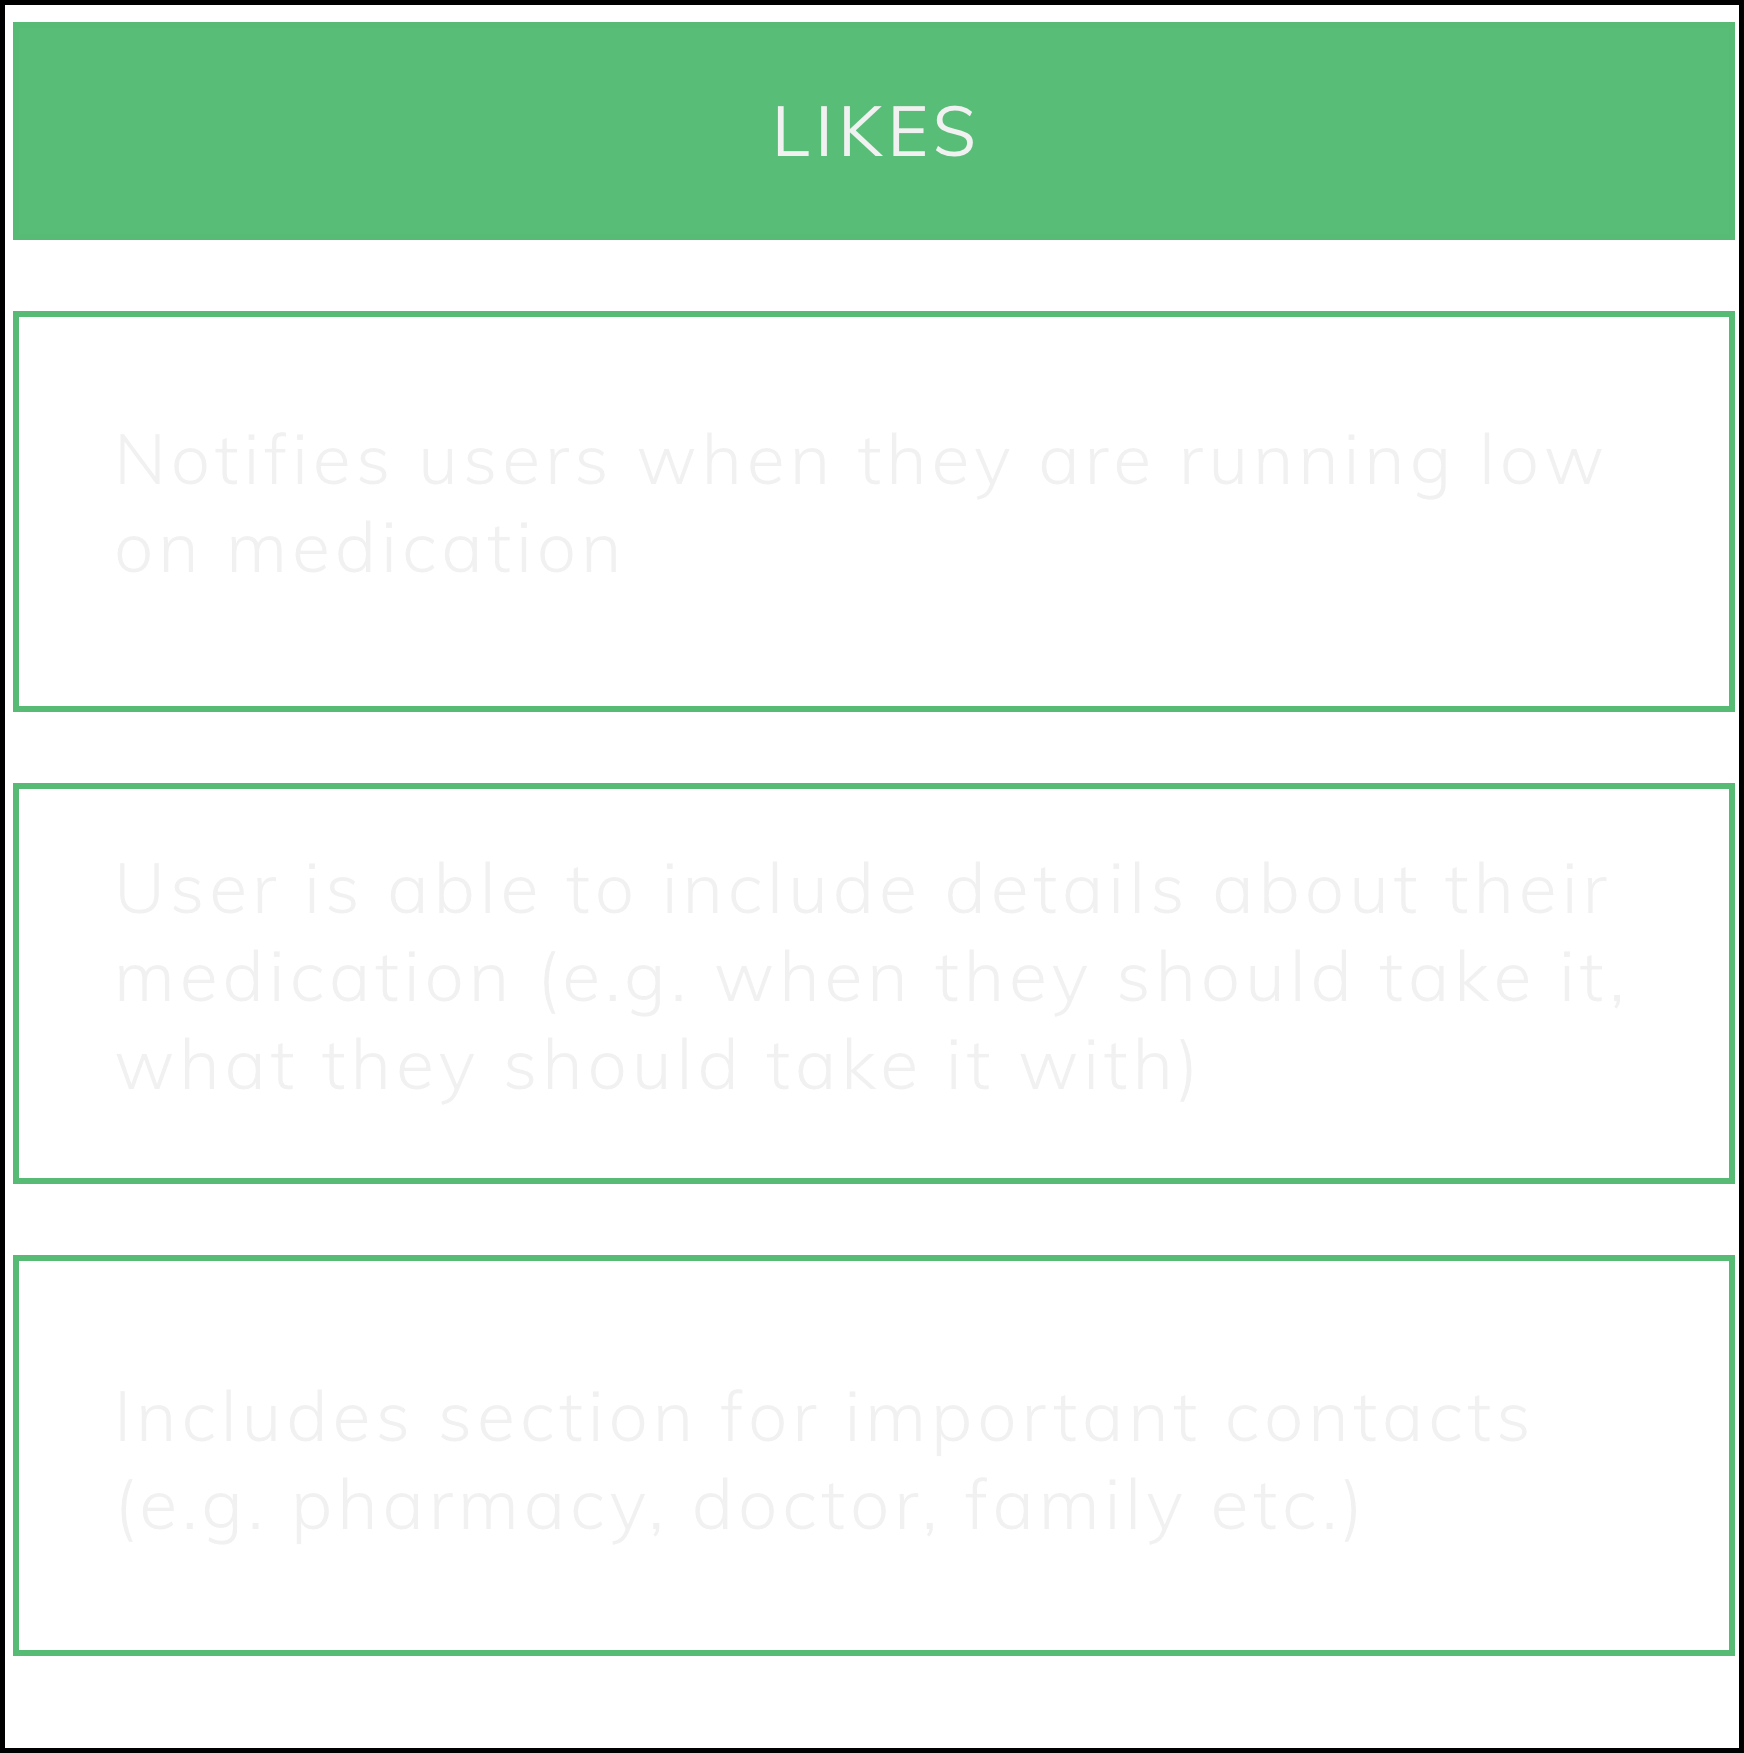 LIKES
Notifies users when they are running low
on medication
User is able to include details about their
medication (e.g. when they should take it,
what they should take it with)
Includes section for important contacts
(e.g. pharmacy, doctor, family etc.)